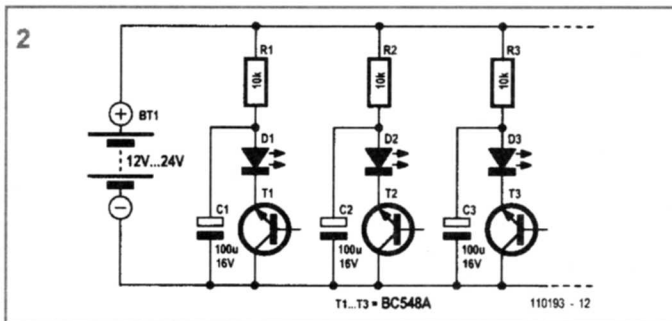 2
R1
R2
R3
10k
10k
10k
BT1
12V...24V
D1
D2
D3
T1
T2
T3
C1
C2
C3
100u
16V
100u
16V
100u
16V
T1...T3 = BC548A
110193 - 12